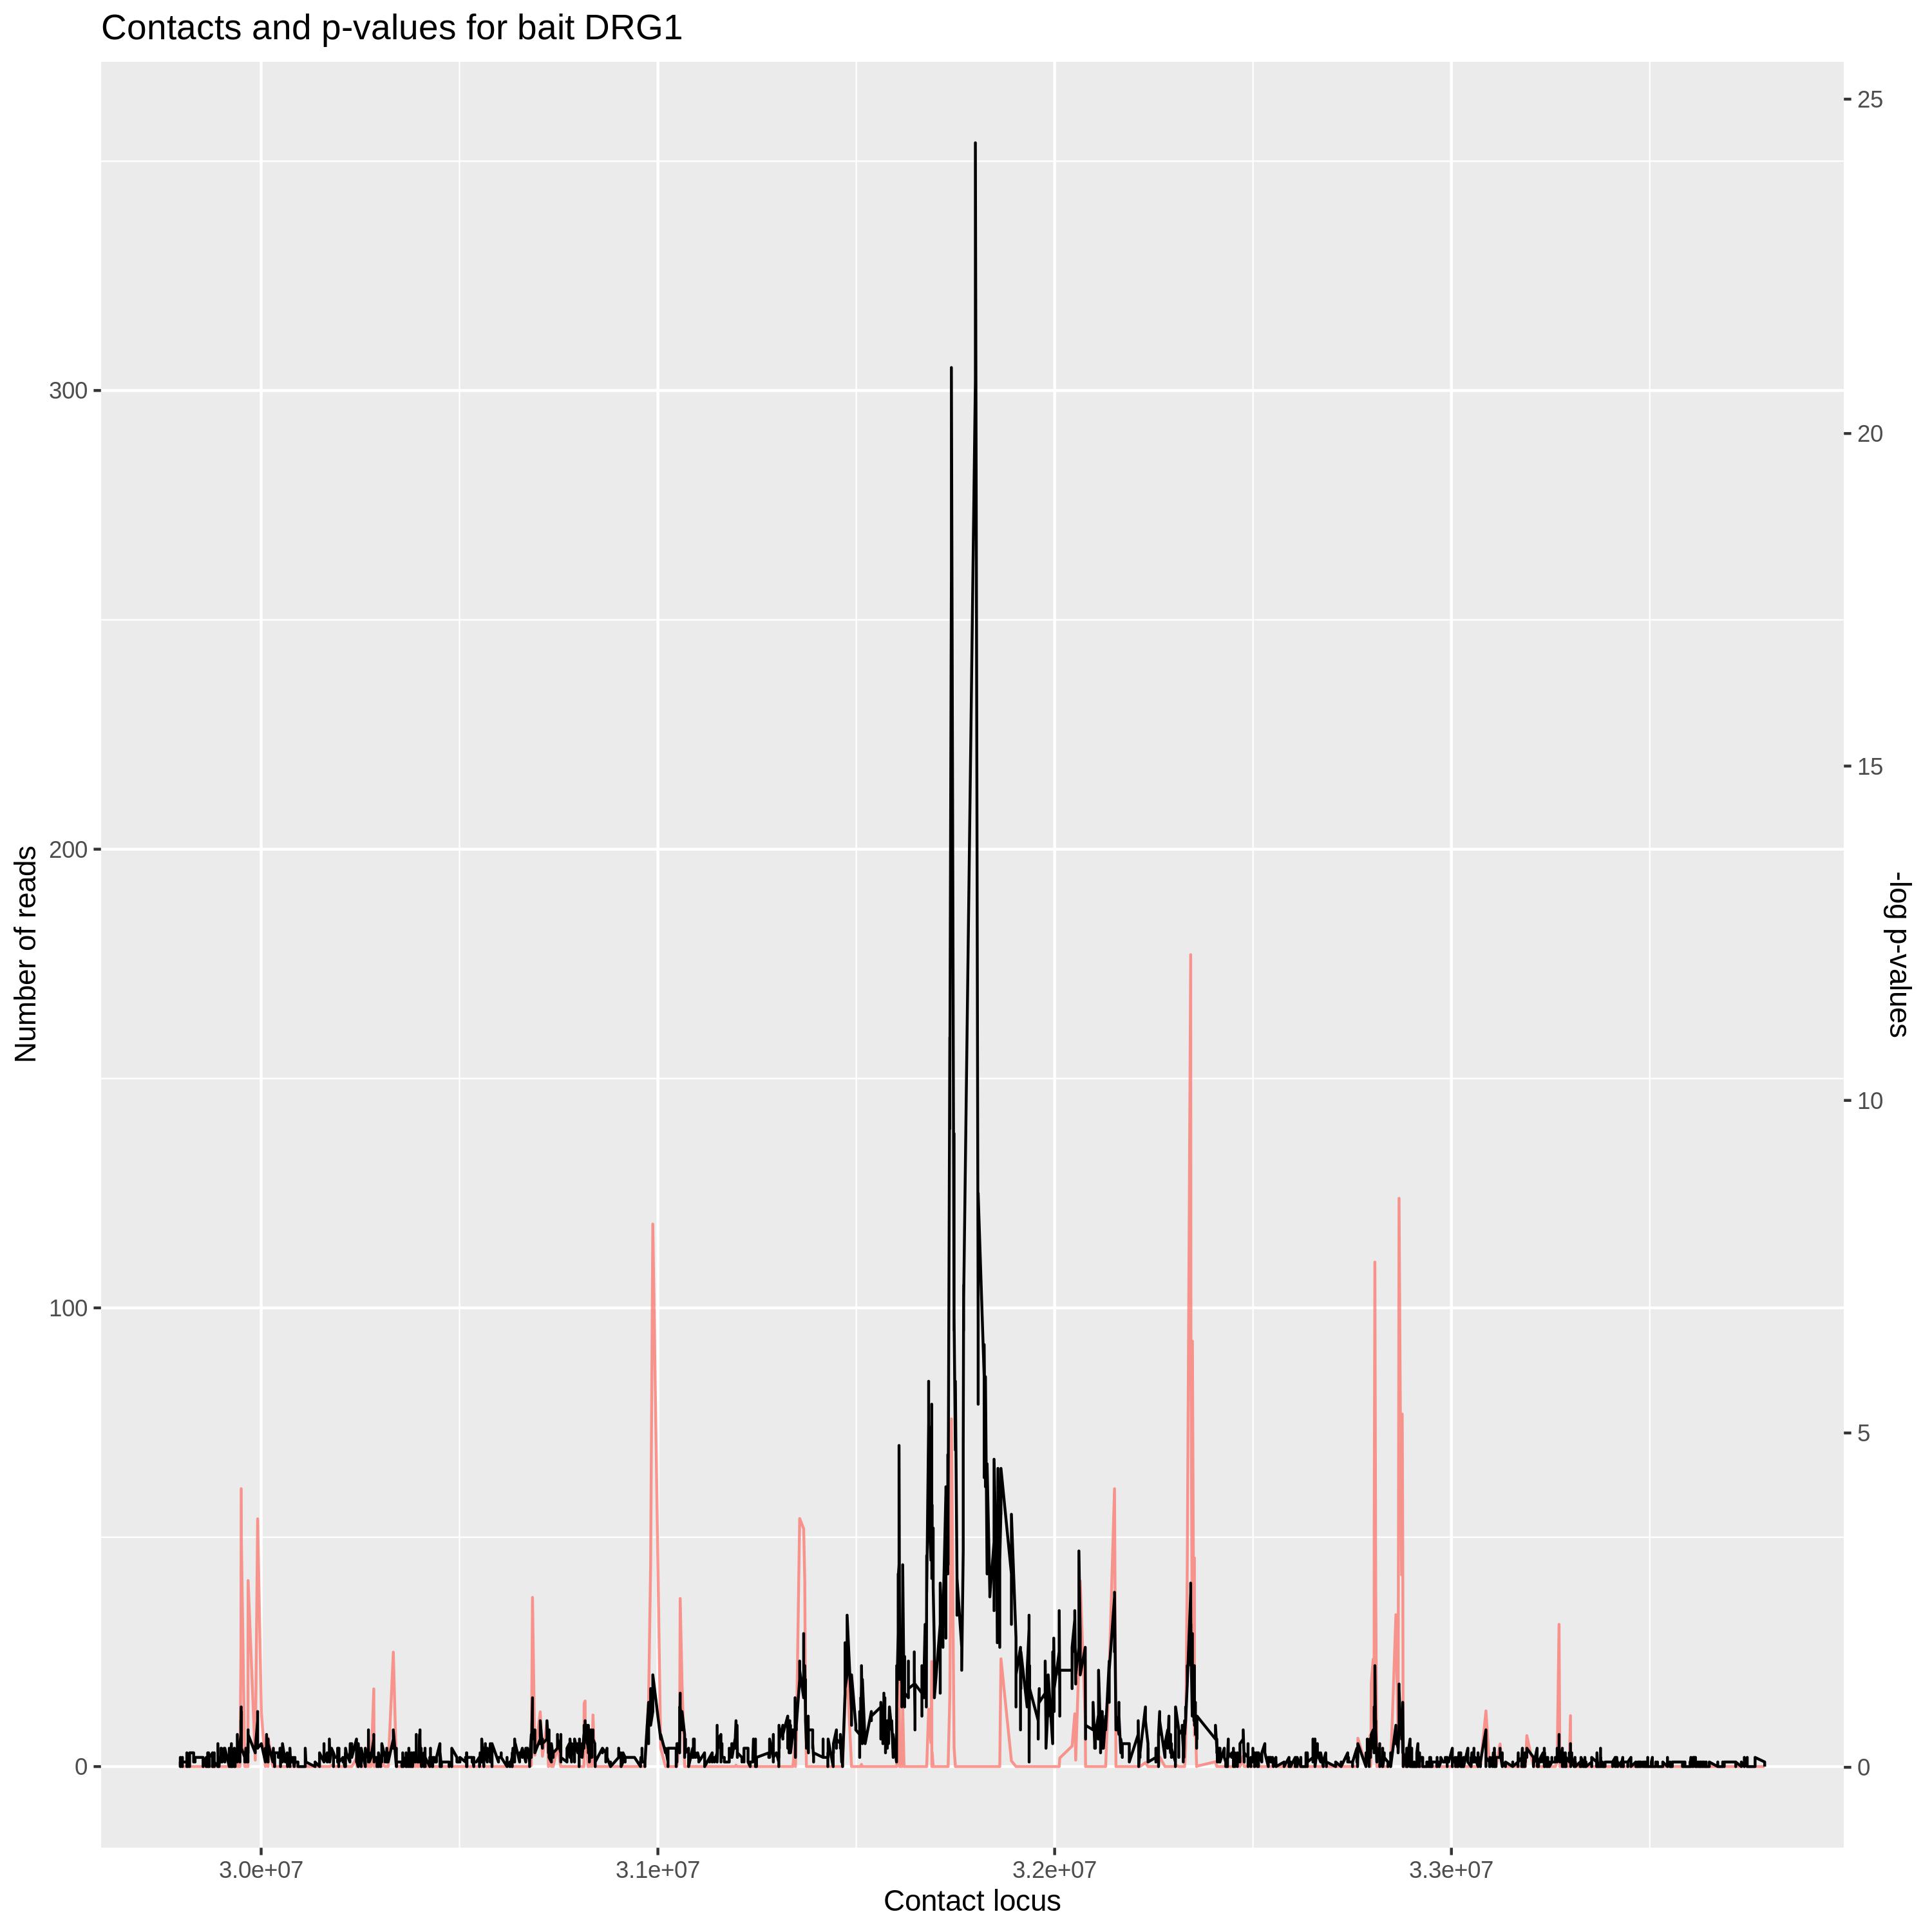 Contacts and p-values for bait DRG1
Number of reads
300
200
100
0
25
20
15
10
5
0
-log p-values
3.0e+07
3.1e+07
3.2e+07
3.3e+07
Contact locus